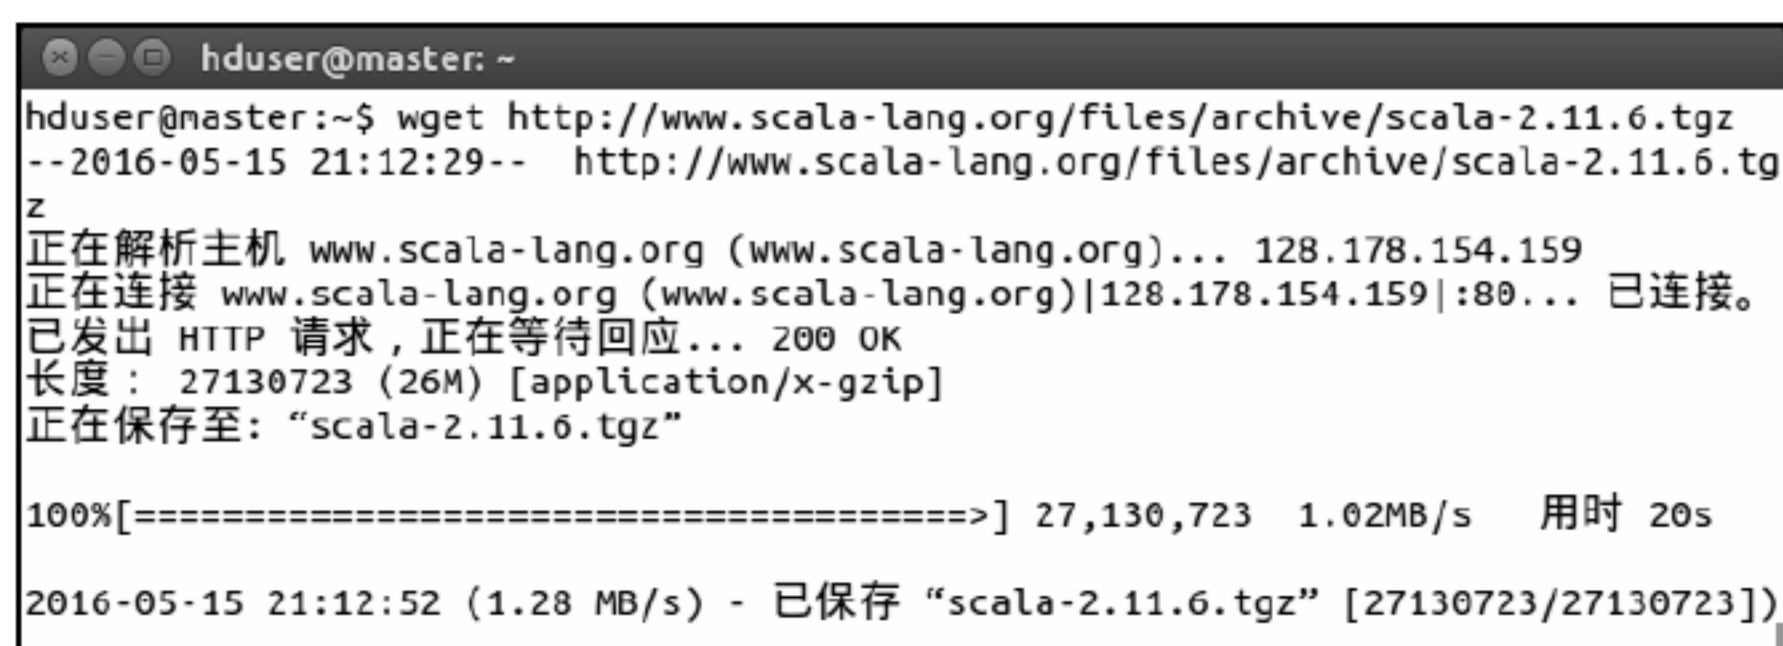 hduser@master: ~
hduser@master:~$ wget http://www.scala-lang.org/files/archive/scala-2.11.6.tgz
--2016-05-15 21:12:29--  http://www.scala-lang.org/files/archive/scala-2.11.6.tg
z
正在解析主机 www.scala-lang.org (www.scala-lang.org)... 128.178.154.159
正在连接 www.scala-lang.org (www.scala-lang.org)|128.178.154.159|:80... 已连接。
已发出 HTTP 请求，正在等待回应... 200 OK
长度： 27130723 (26M) [application/x-gzip]
正在保存至: “scala-2.11.6.tgz”
100%[======================================>] 27,130,723  1.02MB/s   用时 20s
2016-05-15 21:12:52 (1.28 MB/s) - 已保存 “scala-2.11.6.tgz” [27130723/27130723])